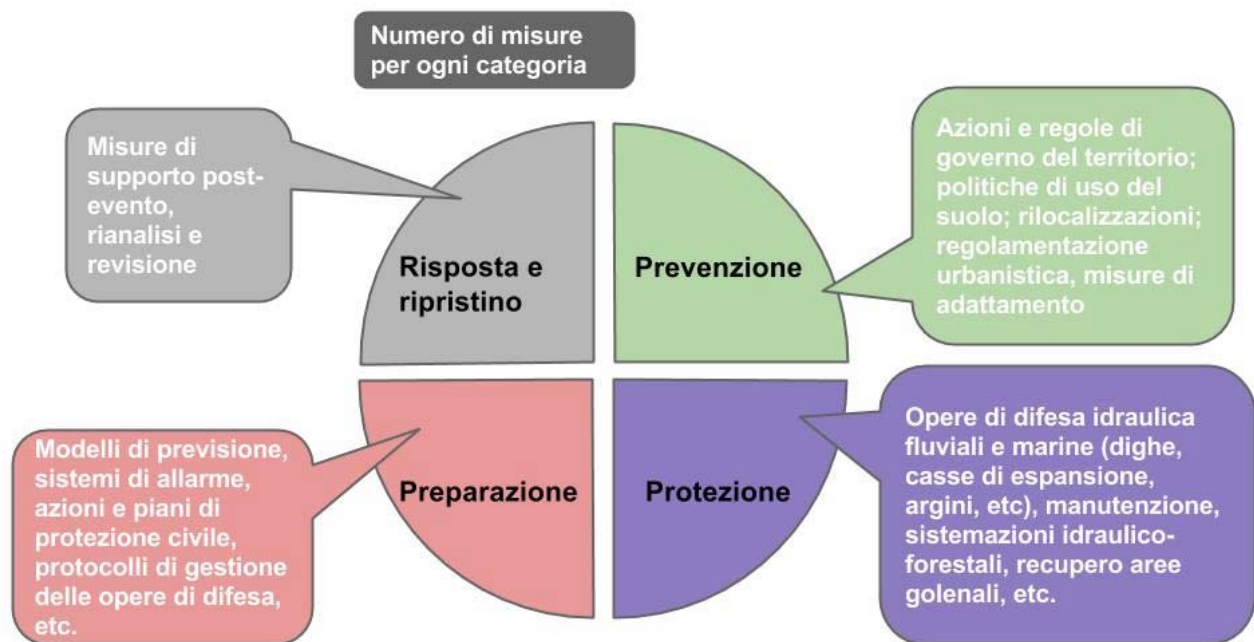 Numero di misure
per ogni categoria
Misure di
supporto post-
evento,
rianalisi e
revisione
Risposta e
ripristino
Prevenzione
Azioni e regole di
governo del territorio;
politiche di uso del
suolo; rilocalizzazioni;
regolamentazione
urbanistica, misure di
adattamento
Modelli di previsione,
sistemi di allarme,
azioni e piani di
protezione civile,
protocolli di gestione
delle opere di difesa,
etc.
Preparazione
Protezione
Opere di difesa idraulica
fluviali e marine (dighe,
casse di espansione,
argini, etc), manutenzione,
sistemazioni idraulico-
forestali, recupero aree
golenali, etc.